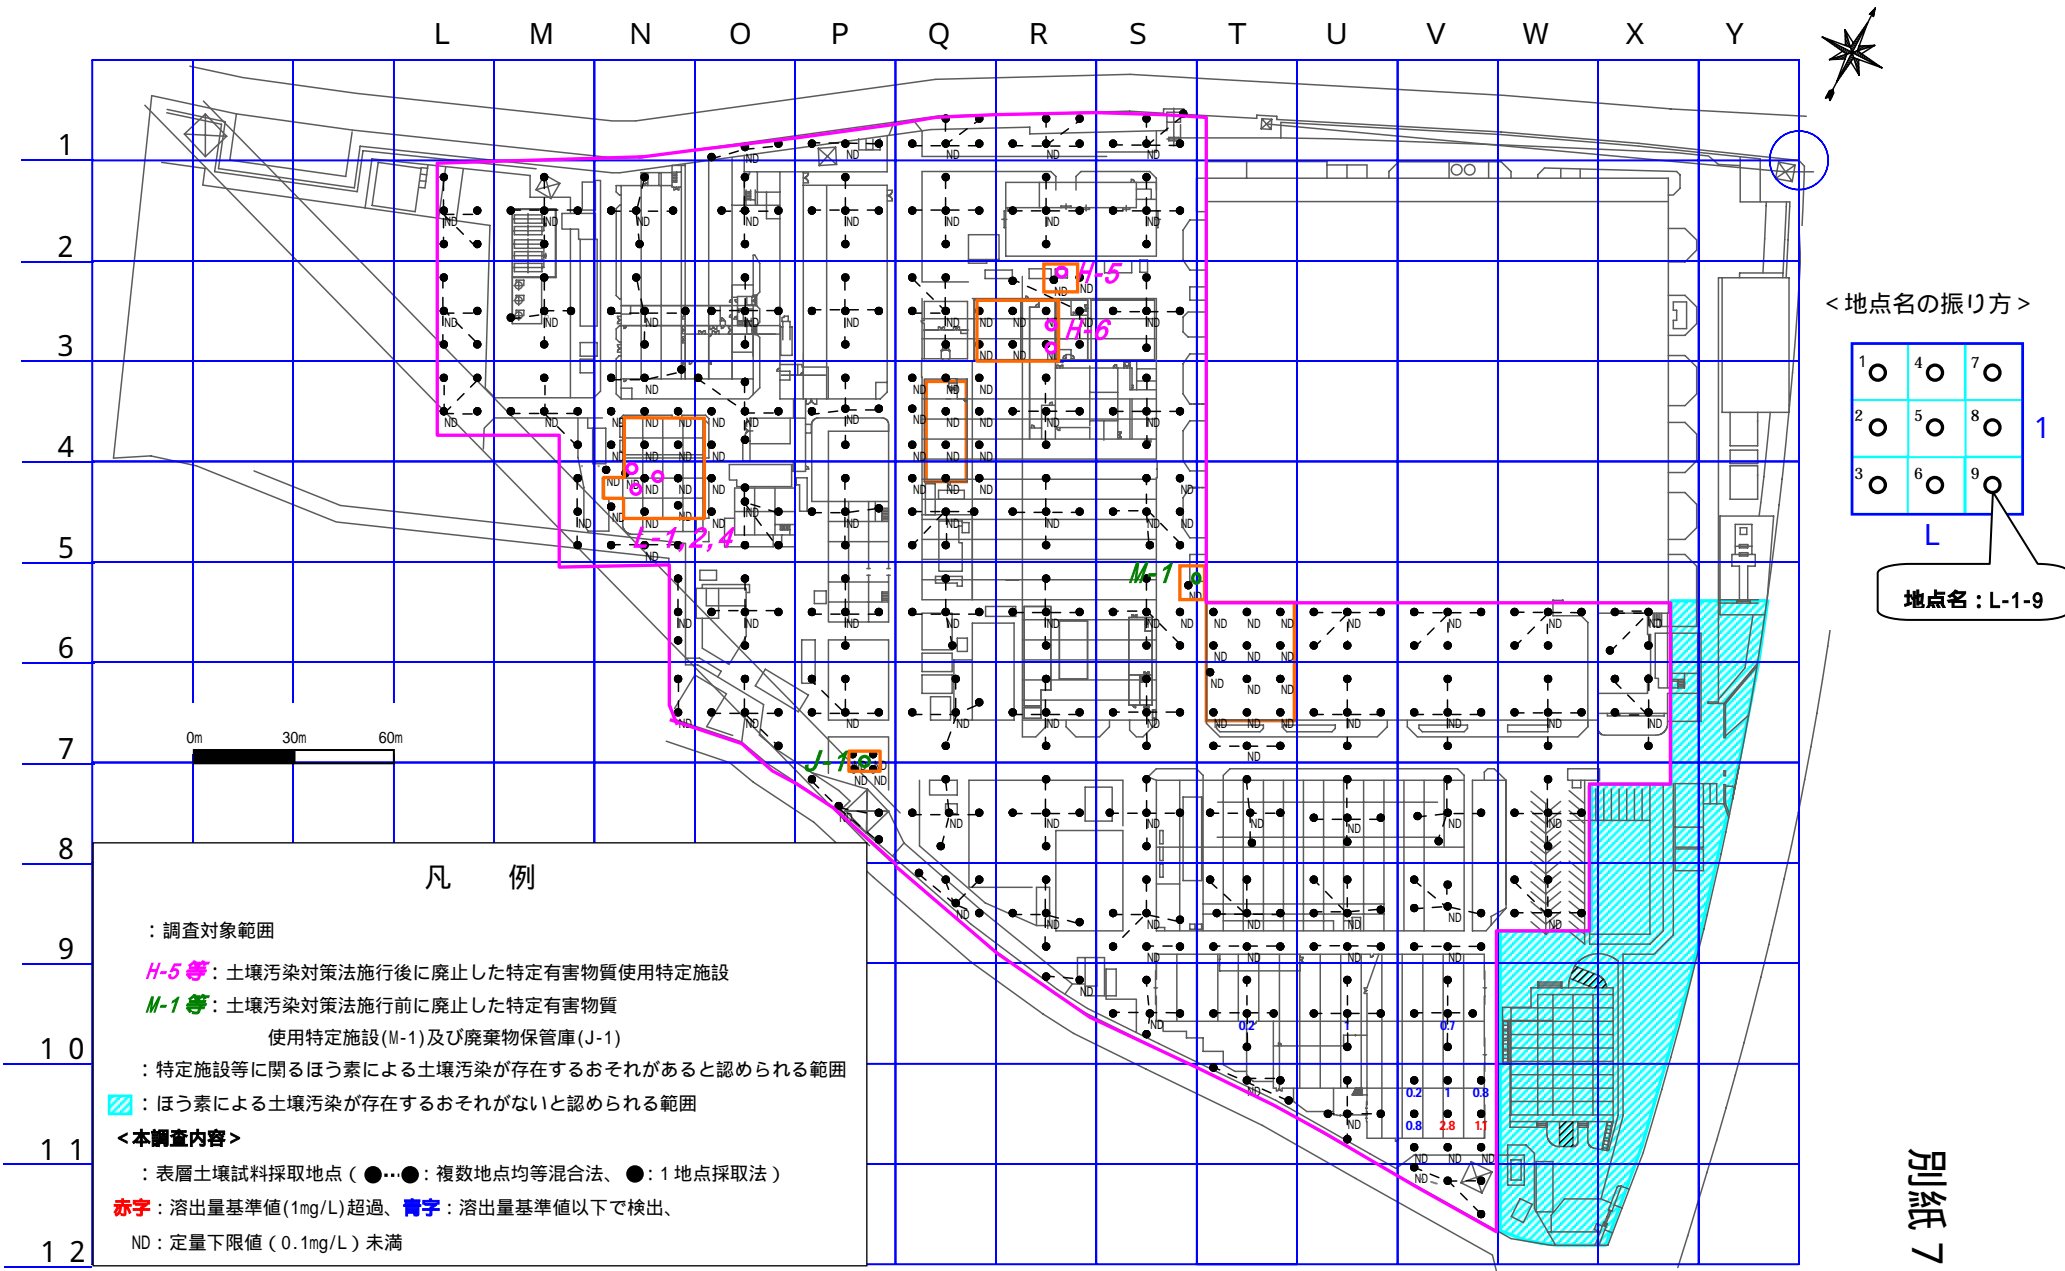 L M N O P Q R S T U V W X Y
1
2
3
4
5
6
7
8
9
10
11
12
H-5
H-6
L-1,2,4
M-1
J-1
ND
0.2 1 0.7
0.2 1 0.8
0.8 2.8 1.1
0m 30m 60m
＜地点名の振り方＞
1 4 7
2 5 8
3 6 9
1
L
地点名：L-1-9
凡 例
：調査対象範囲
H-5 等：土壌汚染対策法施行後に廃止した特定有害物質使用特定施設
M-1 等：土壌汚染対策法施行前に廃止した特定有害物質
使用特定施設(M-1)及び廃棄物保管庫(J-1)
：特定施設等に関るほう素による土壌汚染が存在するおそれがあると認められる範囲
：ほう素による土壌汚染が存在するおそれがないと認められる範囲
＜本調査内容＞
：表層土壌試料採取地点（●…●：複数地点均等混合法、●：1地点採取法）
赤字：溶出量基準値(1mg/L)超過、青字：溶出量基準値以下で検出、
ND：定量下限値（0.1mg/L）未満
別紙7